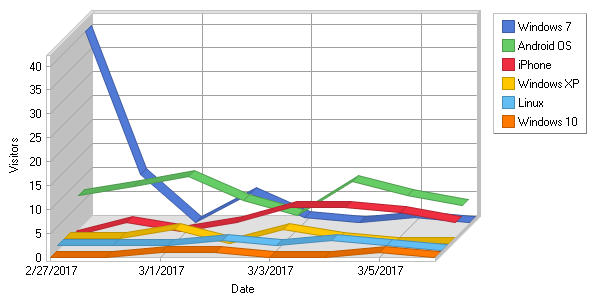 Windows 7
Android OS
iPhone
Windows XP
Linux
Windows 10
Visitors
40
35
30
25
20
15
10
5
0
2/27/2017
3/1/2017
3/3/2017
3/5/2017
Date